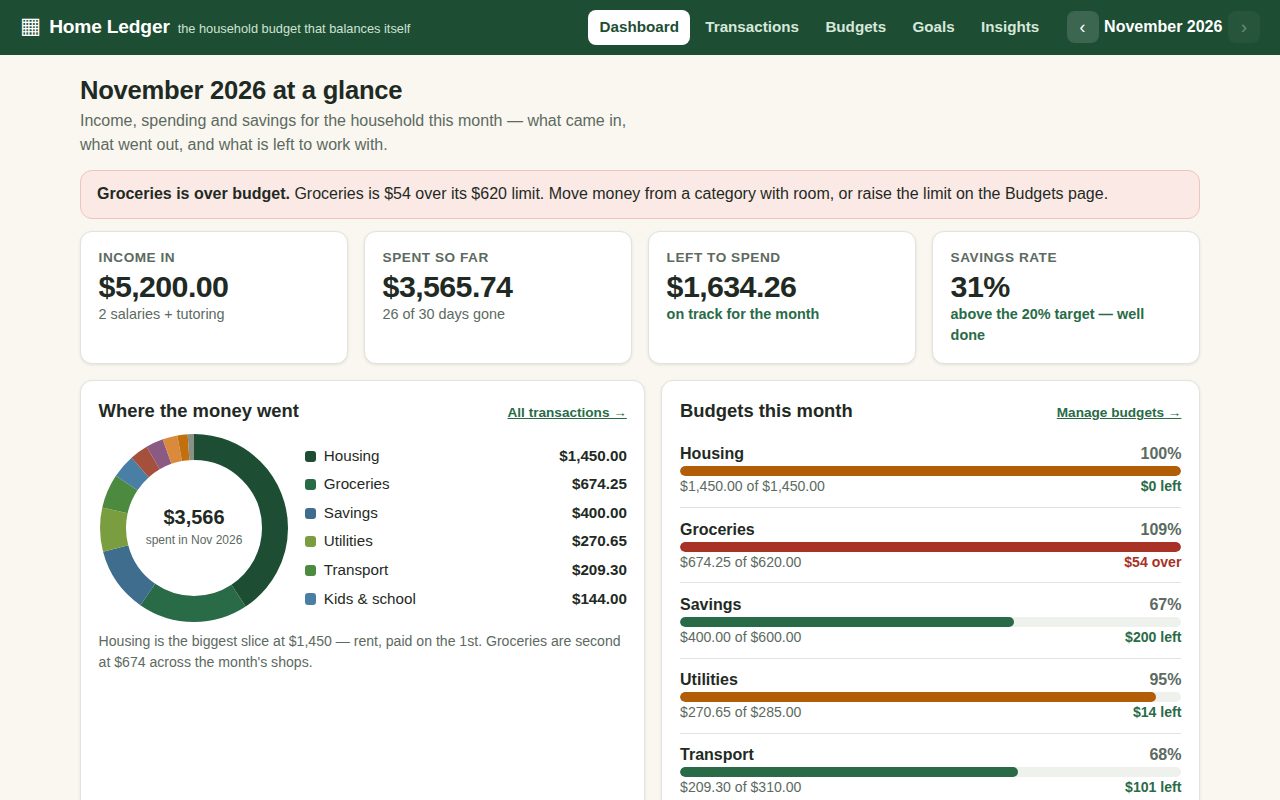 Home Ledger the household budget that balances itself
Dashboard Transactions Budgets Goals Insights ‹ November 2026 ›
November 2026 at a glance
Income, spending and savings for the household this month — what came in,
what went out, and what is left to work with.
Groceries is over budget. Groceries is $54 over its $620 limit. Move money from a category with room, or raise the limit on the Budgets page.
INCOME IN
$5,200.00
2 salaries + tutoring
SPENT SO FAR
$3,565.74
26 of 30 days gone
LEFT TO SPEND
$1,634.26
on track for the month
SAVINGS RATE
31%
above the 20% target — well
done
Where the money went
All transactions →
$3,566
spent in Nov 2026
Housing $1,450.00
Groceries $674.25
Savings $400.00
Utilities $270.65
Transport $209.30
Kids & school $144.00
Housing is the biggest slice at $1,450 — rent, paid on the 1st. Groceries are second
at $674 across the month's shops.
Budgets this month
Manage budgets →
Housing 100%
$1,450.00 of $1,450.00 $0 left
Groceries 109%
$674.25 of $620.00 $54 over
Savings 67%
$400.00 of $600.00 $200 left
Utilities 95%
$270.65 of $285.00 $14 left
Transport 68%
$209.30 of $310.00 $101 left